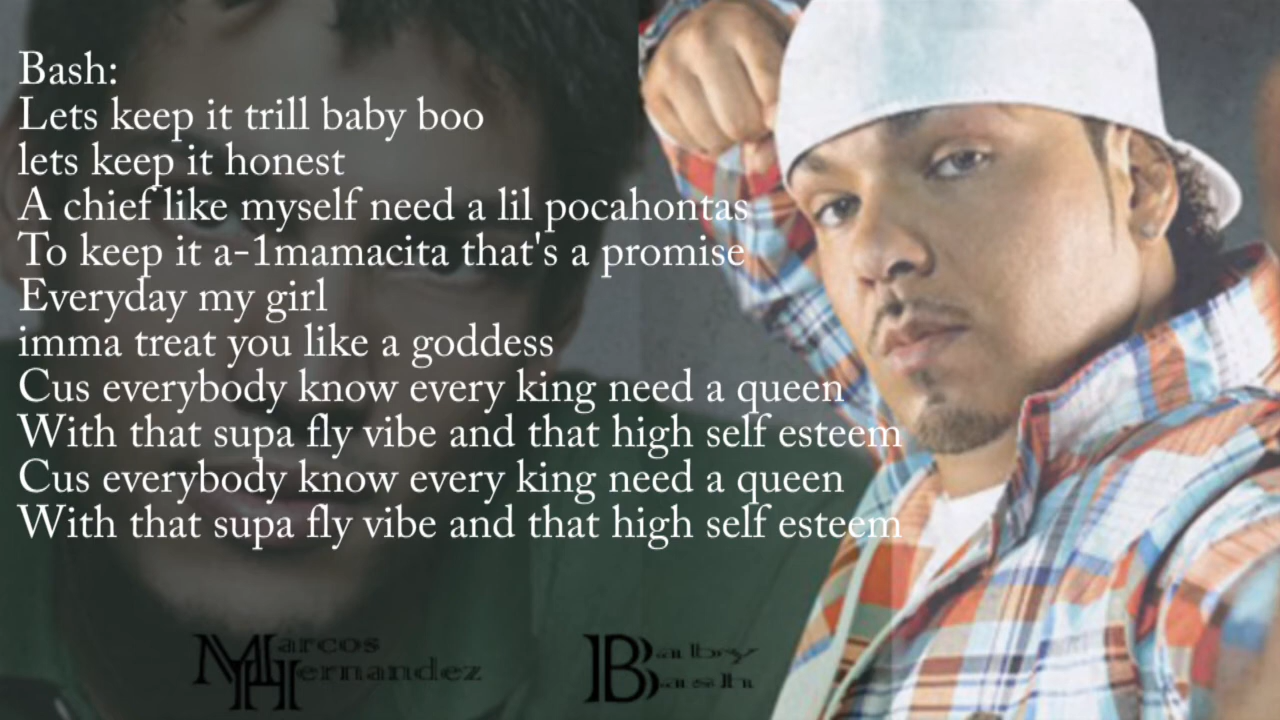 Bash:
Lets keep it trill baby boo
lets keep it honest
A chief like myself need a lil pocahontas
To keep it a-1mamacita that's a promise
Everyday my girl
imma treat you like a goddess
Cus everybody know every king need a queen
With that supa fly vibe and that high self esteem
Cus everybody know every king need a queen
With that supa fly vibe and that high self esteem
Marcos Hernandez
Baby Bash